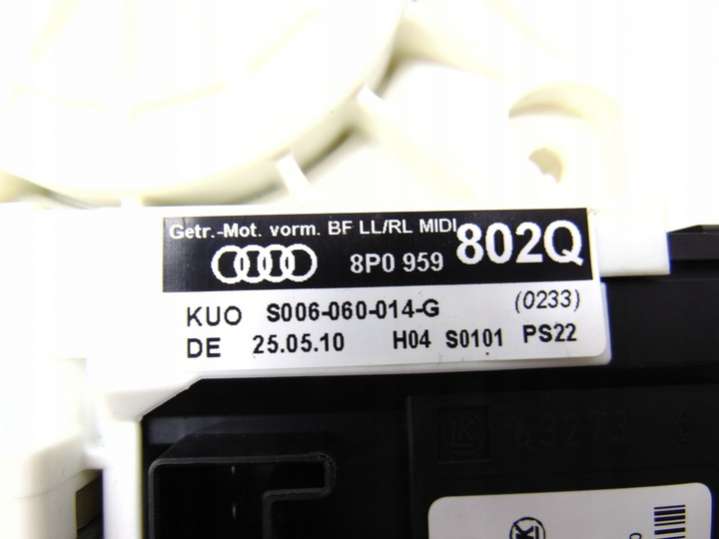 Getr.-Mot. vorm. BF LL/RL MIDI
8P0 959 802Q
KUO S006-060-014-G (0233)
DE 25.05.10 H04 S0101 PS22